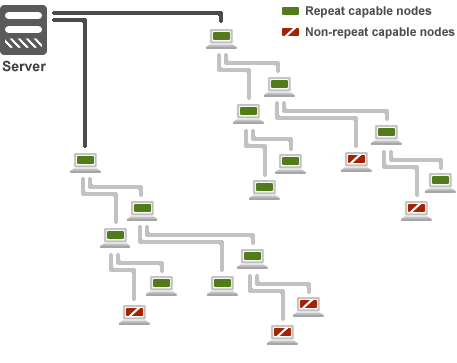 Repeat capable nodes
Non-repeat capable nodes
Server